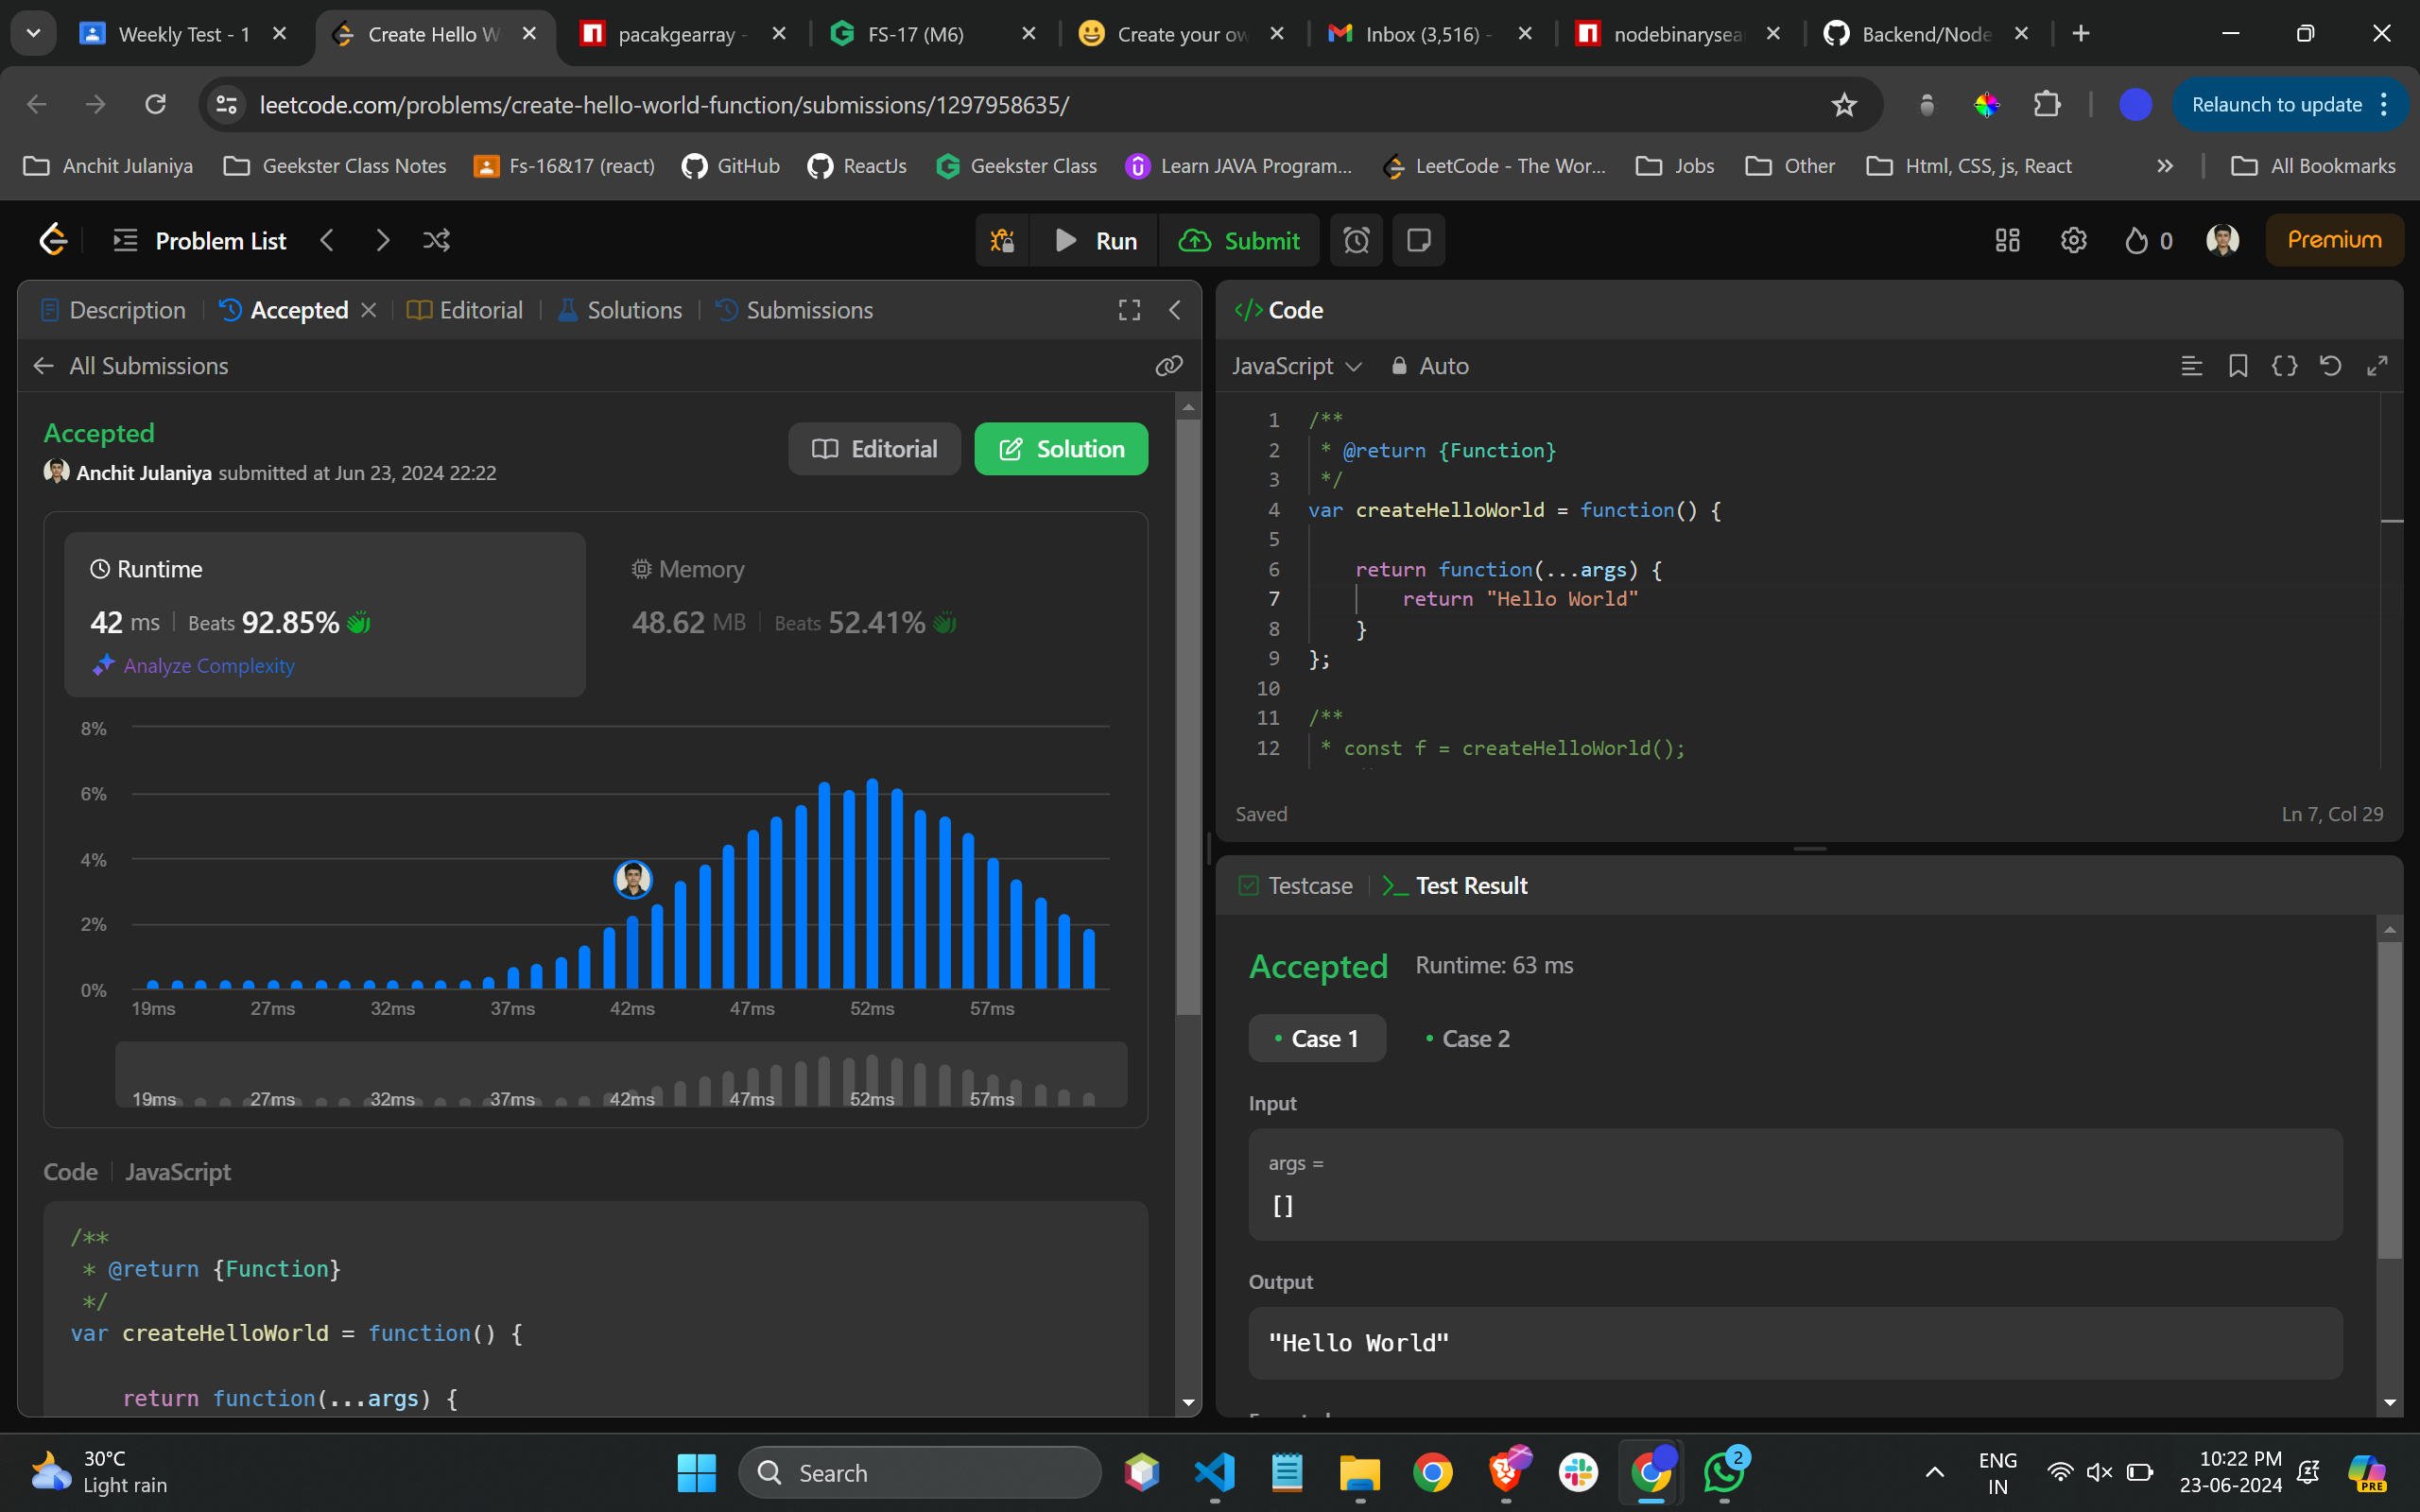 Weekly Test - 1
Create Hello W
pacakgearray -
FS-17 (M6)
Create your ow
Inbox (3,516) -
nodebinarysear
Backend/Node
leetcode.com/problems/create-hello-world-function/submissions/1297958635/
Relaunch to update
Anchit Julaniya
Geekster Class Notes
Fs-16&17 (react)
GitHub
ReactJs
Geekster Class
Learn JAVA Program...
LeetCode - The Wor...
Jobs
Other
Html, CSS, js, React
All Bookmarks
Problem List
Run
Submit
0
Premium
Description
Accepted
Editorial
Solutions
Submissions
All Submissions
Accepted
Anchit Julaniya submitted at Jun 23, 2024 22:22
Editorial
Solution
Runtime
42 ms | Beats 92.85%
Analyze Complexity
Memory
48.62 MB | Beats 52.41%
8%
6%
4%
2%
0%
19ms 27ms 32ms 37ms 42ms 47ms 52ms 57ms
19ms 27ms 32ms 37ms 42ms 47ms 52ms 57ms
Code | JavaScript
/**
 * @return {Function}
 */
var createHelloWorld = function() {
    return function(...args) {
</> Code
JavaScript
Auto
1 /**
2  * @return {Function}
3  */
4 var createHelloWorld = function() {
5
6     return function(...args) {
7         return "Hello World"
8     }
9 };
10
11 /**
12  * const f = createHelloWorld();
Saved
Ln 7, Col 29
Testcase
Test Result
Accepted
Runtime: 63 ms
Case 1
Case 2
Input
args =
[]
Output
"Hello World"
30°C
Light rain
Search
2
ENG
IN
10:22 PM
23-06-2024
PRE